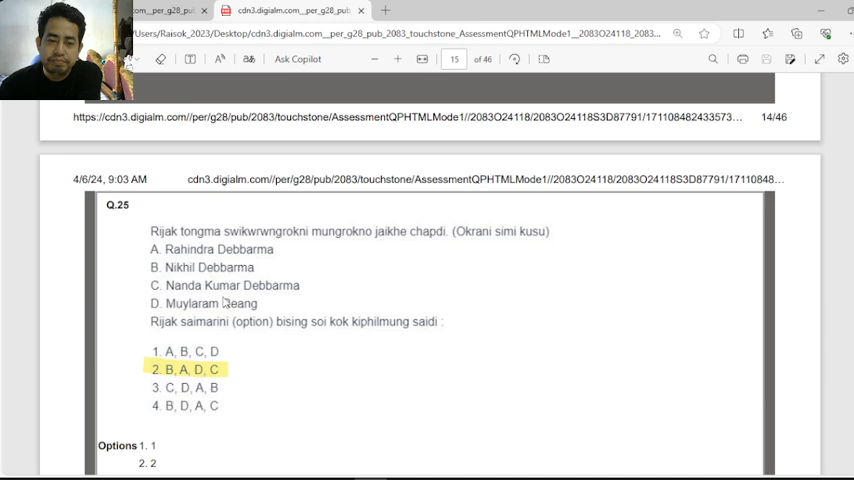 com__per_g28_pub_
cdn3.digialm.com__per_g28_pub_
/Users/Raisok_2023/Desktop/cdn3.digialm.com__per_g28_pub_2083_touchstone_AssessmentQPHTMLMode1__2083O24118_2083...
Ask Copilot
15 of 46
https://cdn3.digialm.com//per/g28/pub/2083/touchstone/AssessmentQPHTMLMode1//2083O24118/2083O24118S3D87791/171108482433573... 14/46
4/6/24, 9:03 AM cdn3.digialm.com//per/g28/pub/2083/touchstone/AssessmentQPHTMLMode1//2083O24118/2083O24118S3D87791/17110848...
Q.25
Rijak tongma swikwrwngrokni mungrokno jaikhe chapdi. (Okrani simi kusu)
A. Rahindra Debbarma
B. Nikhil Debbarma
C. Nanda Kumar Debbarma
D. Muylaram Reang
Rijak saimarini (option) bising soi kok kiphilmung saidi :
1. A, B, C, D
2. B, A, D, C
3. C, D, A, B
4. B, D, A, C
Options 1. 1
2. 2